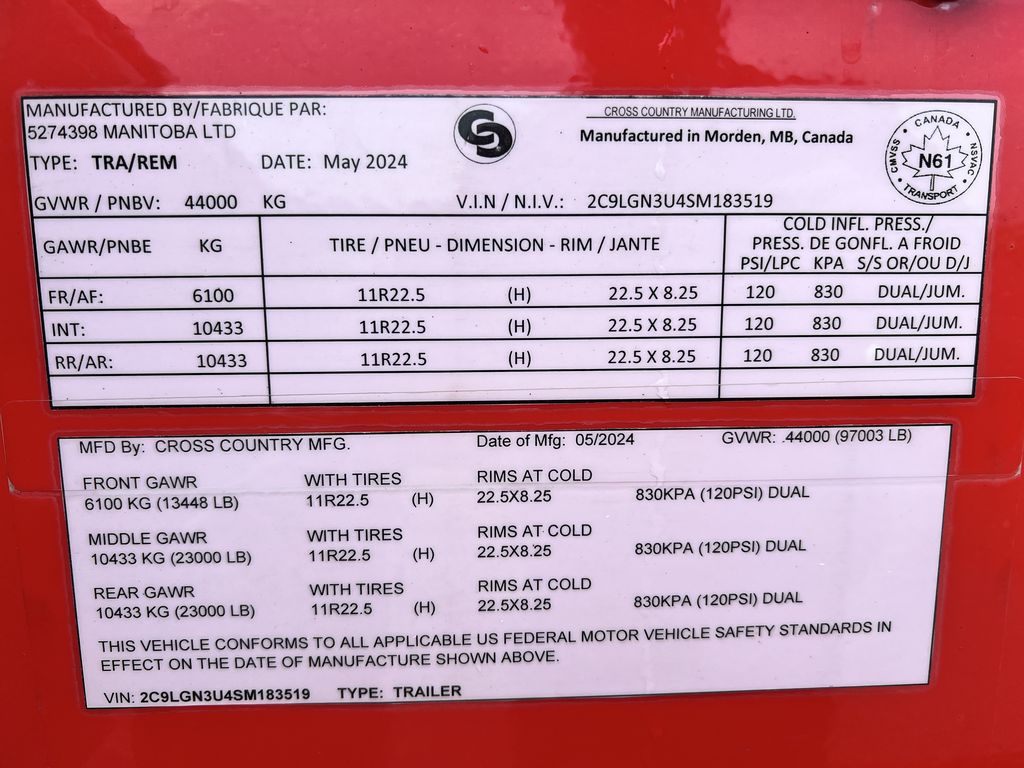 MANUFACTURED BY/FABRIQUE PAR:
5274398 MANITOBA LTD
TYPE: TRA/REM DATE: May 2024
CROSS COUNTRY MANUFACTURING LTD.
Manufactured in Morden, MB, Canada
CANADA
CMVSS N61 NSVAC
TRANSPORT
GVWR / PNBV: 44000 KG V.I.N / N.I.V.: 2C9LGN3U4SM183519
GAWR/PNBE KG TIRE / PNEU - DIMENSION - RIM / JANTE
COLD INFL. PRESS./
PRESS. DE GONFL. A FROID
PSI/LPC KPA S/S OR/OU D/J
FR/AF: 6100 11R22.5 (H) 22.5 X 8.25 120 830 DUAL/JUM.
INT: 10433 11R22.5 (H) 22.5 X 8.25 120 830 DUAL/JUM.
RR/AR: 10433 11R22.5 (H) 22.5 X 8.25 120 830 DUAL/JUM.
MFD By: CROSS COUNTRY MFG. Date of Mfg: 05/2024 GVWR: 44000 (97003 LB)
FRONT GAWR WITH TIRES RIMS AT COLD
6100 KG (13448 LB) 11R22.5 (H) 22.5X8.25 830KPA (120PSI) DUAL
MIDDLE GAWR WITH TIRES RIMS AT COLD
10433 KG (23000 LB) 11R22.5 (H) 22.5X8.25 830KPA (120PSI) DUAL
REAR GAWR WITH TIRES RIMS AT COLD
10433 KG (23000 LB) 11R22.5 (H) 22.5X8.25 830KPA (120PSI) DUAL
THIS VEHICLE CONFORMS TO ALL APPLICABLE US FEDERAL MOTOR VEHICLE SAFETY STANDARDS IN
EFFECT ON THE DATE OF MANUFACTURE SHOWN ABOVE.
VIN: 2C9LGN3U4SM183519 TYPE: TRAILER